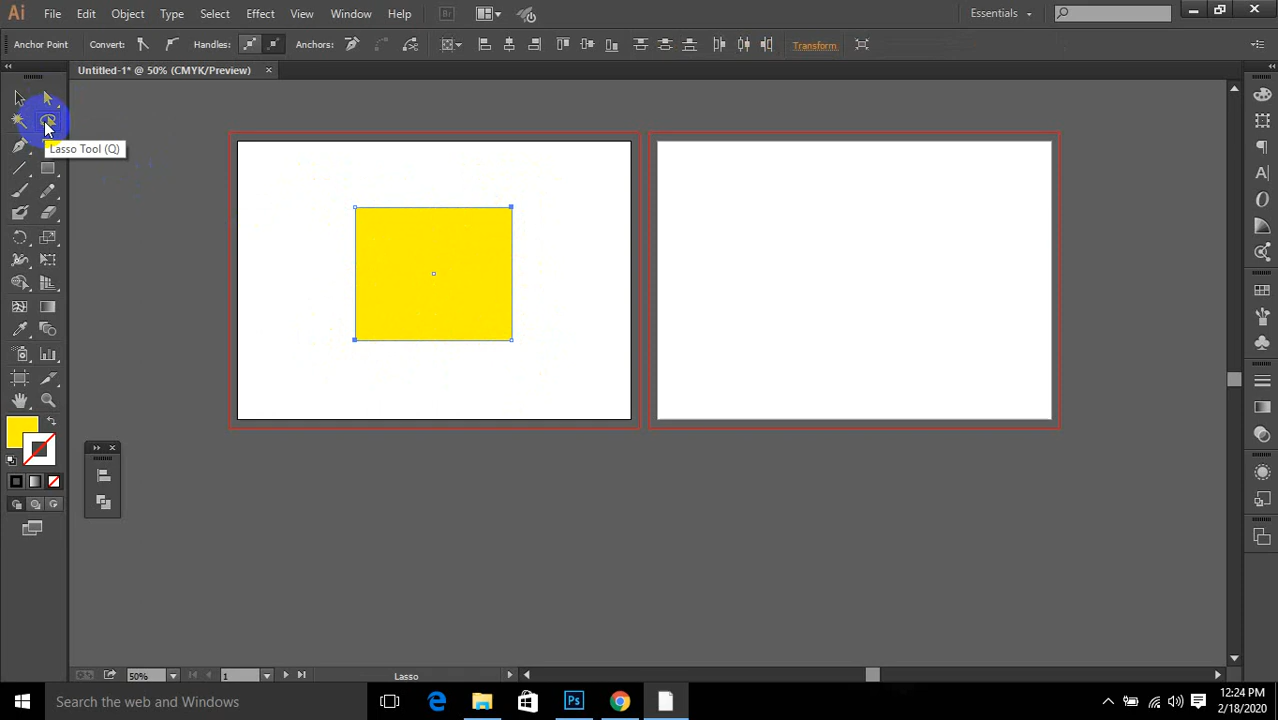 Ai File Edit Object Type Select Effect View Window Help Br Essentials
Anchor Point Convert: Handles: Anchors: Transform
Untitled-1* @ 50% (CMYK/Preview)
Lasso Tool (Q)
50% 1 Lasso
Search the web and Windows Ps 12:24 PM
2/18/2020